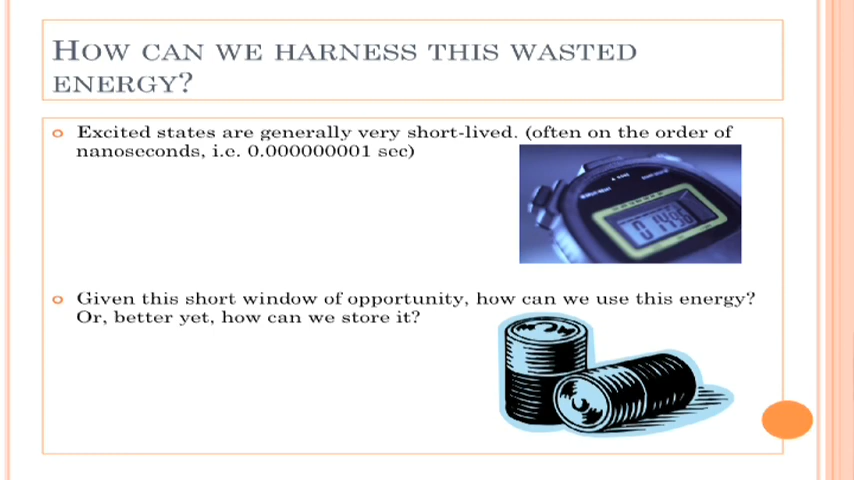 How can we harness this wasted
energy?
Excited states are generally very short-lived. (often on the order of
nanoseconds, i.e. 0.000000001 sec)
Given this short window of opportunity, how can we use this energy?
Or, better yet, how can we store it?